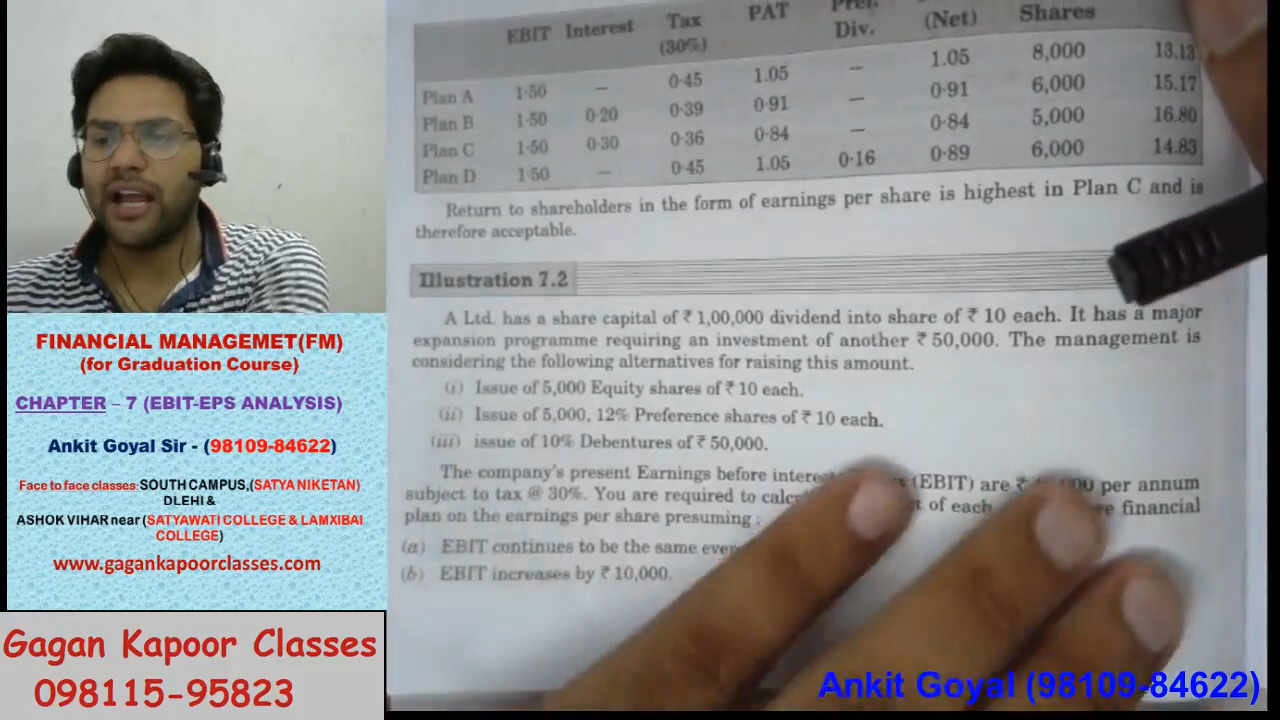 FINANCIAL MANAGEMET(FM)
(for Graduation Course)
CHAPTER – 7 (EBIT-EPS ANALYSIS)
Ankit Goyal Sir - (98109-84622)
Face to face classes: SOUTH CAMPUS,(SATYA NIKETAN)
DLEHI &
ASHOK VIHAR near (SATYAWATI COLLEGE & LAMXIBAI
COLLEGE)
www.gagankapoorclasses.com
Gagan Kapoor Classes
098115-95823
EBIT Interest Tax PAT Div. (Net) Shares
(30%)
Plan A 1·50 – 0·45 1.05 – 1.05 8,000 13.13
Plan B 1·50 0·20 0·39 0·91 – 0·91 6,000 15.17
Plan C 1·50 0·30 0·36 0·84 – 0·84 5,000 16.80
Plan D 1·50 – 0·45 1.05 0·16 0·89 6,000 14.83
Return to shareholders in the form of earnings per share is highest in Plan C and is
therefore acceptable.
Illustration 7.2
A Ltd. has a share capital of ₹ 1,00,000 dividend into share of ₹ 10 each. It has a major
expansion programme requiring an investment of another ₹ 50,000. The management is
considering the following alternatives for raising this amount.
(i) Issue of 5,000 Equity shares of ₹ 10 each.
(ii) Issue of 5,000, 12% Preference shares of ₹ 10 each.
(iii) issue of 10% Debentures of ₹ 50,000.
The company's present Earnings before (EBIT) are ₹ per annum
subject to tax @ 30%. You are required to of each financial
plan on the earnings per share presuming :
(a) EBIT continues to be the same
(b) EBIT increases by ₹ 10,000.
Ankit Goyal (98109-84622)